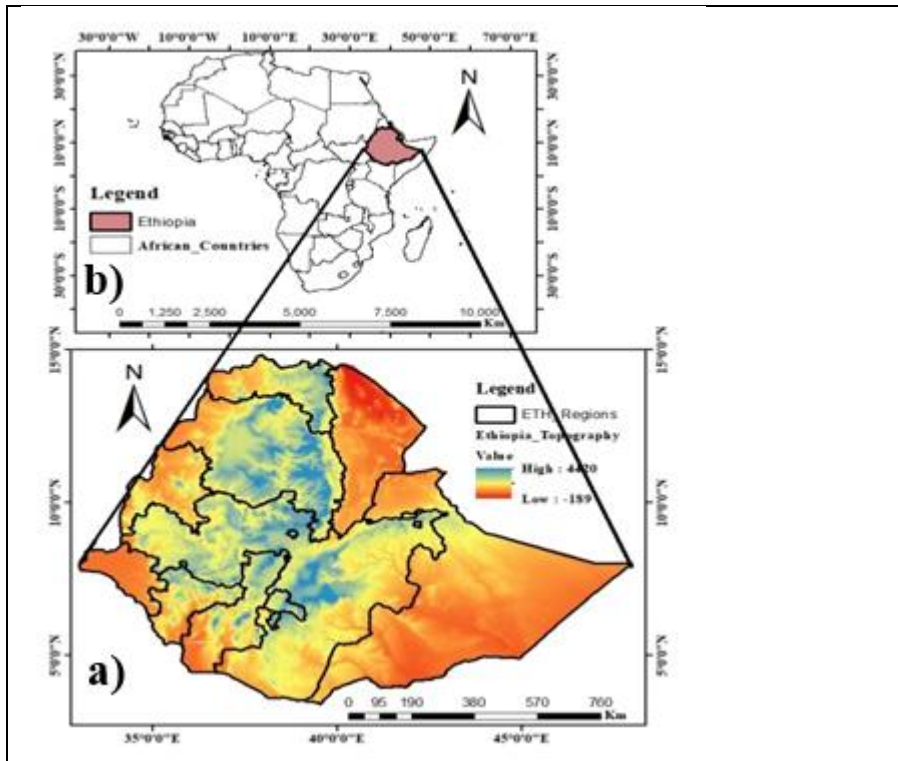 30°0'0"W 10°0'0"W 10°0'0"E 30°0'0"E 50°0'0"E 70°0'0"E
30°0'0"N
30°0'0"N
N
10°0'0"N
10°0'0"N
Legend
Ethiopia
African_Countries
10°0'0"S
10°0'0"S
30°0'0"S
30°0'0"S
b)
0 1,250 2,500 5,000 7,500 10,000
Km
15°0'0"N
15°0'0"N
N
Legend
ETH_Regions
Ethiopia_Topography
Value
High : 4420
Low : -189
10°0'0"N
10°0'0"N
5°0'0"N
5°0'0"N
a)
0 95 190 380 570 760
Km
35°0'0"E 40°0'0"E 45°0'0"E